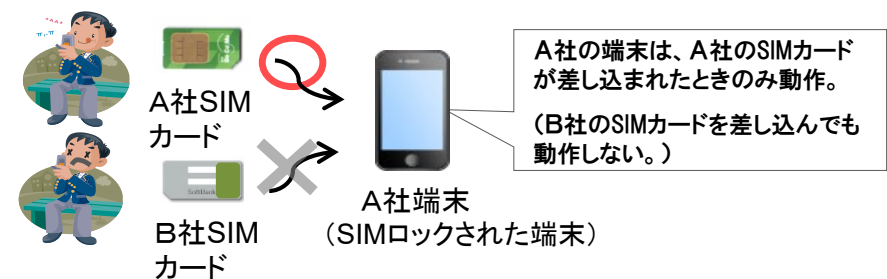 A社SIM
カード
A社の端末は、A社のSIMカード
が差し込まれたときのみ動作。
(B社のSIMカードを差し込んでも
動作しない。)
SoftBank
B社SIM
カード
A社端末
(SIMロックされた端末)